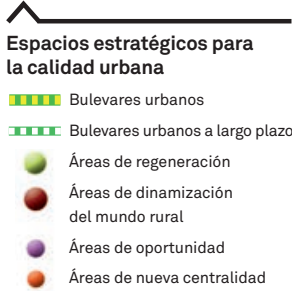 Espacios estratégicos para
la calidad urbana
Bulevares urbanos
Bulevares urbanos a largo plazo
Áreas de regeneración
Áreas de dinamización
del mundo rural
Áreas de oportunidad
Áreas de nueva centralidad